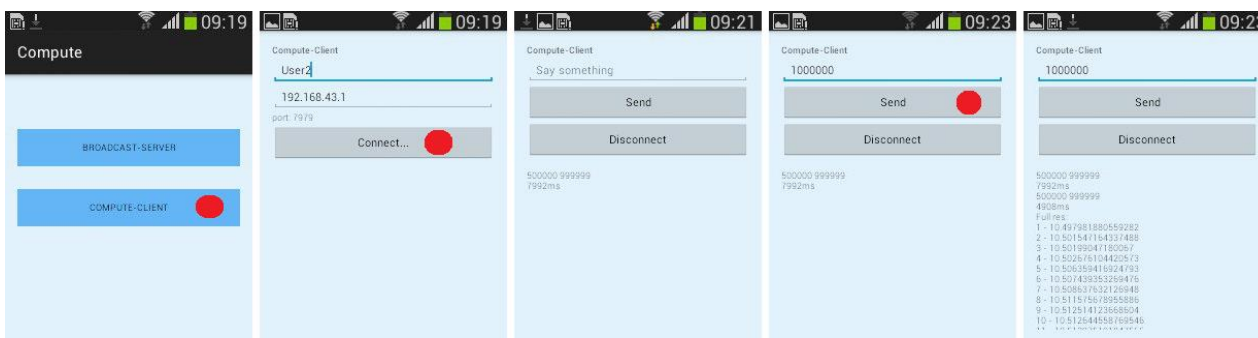 09:19
Compute
BROADCAST-SERVER
COMPUTE-CLIENT
09:19
Compute-Client
User2
192.168.43.1
port: 7979
Connect...
09:21
Compute-Client
Say something
Send
Disconnect
500000 999999
7992ms
09:23
Compute-Client
1000000
Send
Disconnect
500000 999999
7992ms
09:23
Compute-Client
1000000
Send
Disconnect
500000 999999
7992ms
500000 999999
4908ms
Full res:
1 - 10.497981880559282
2 - 10.501547164337488
3 - 10.50199047180067
4 - 10.502676104420573
5 - 10.506359416924793
6 - 10.507439353269476
7 - 10.508637632126948
8 - 10.511575678955886
9 - 10.512514123668604
10 - 10.512644558769546